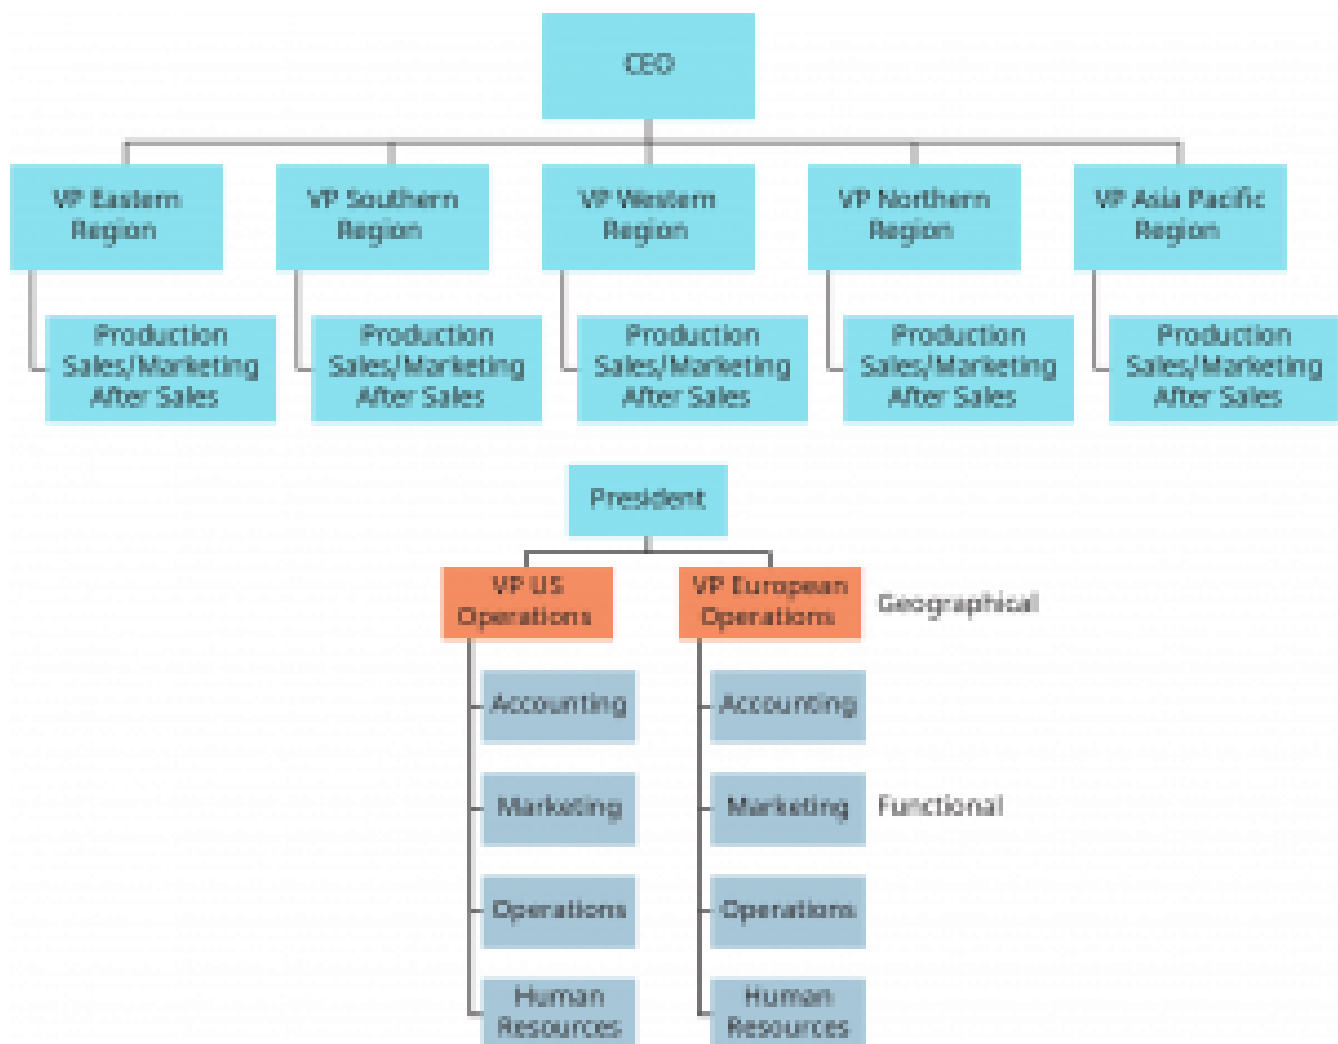 CEO
VP Eastern
Region
VP Southern
Region
VP Western
Region
VP Northern
Region
VP Asia Pacific
Region
Production
Sales/Marketing
After Sales
Production
Sales/Marketing
After Sales
Production
Sales/Marketing
After Sales
Production
Sales/Marketing
After Sales
Production
Sales/Marketing
After Sales
President
VP US
Operations
VP European
Operations
Geographical
Accounting
Accounting
Marketing
Marketing
Functional
Operations
Operations
Human
Resources
Human
Resources